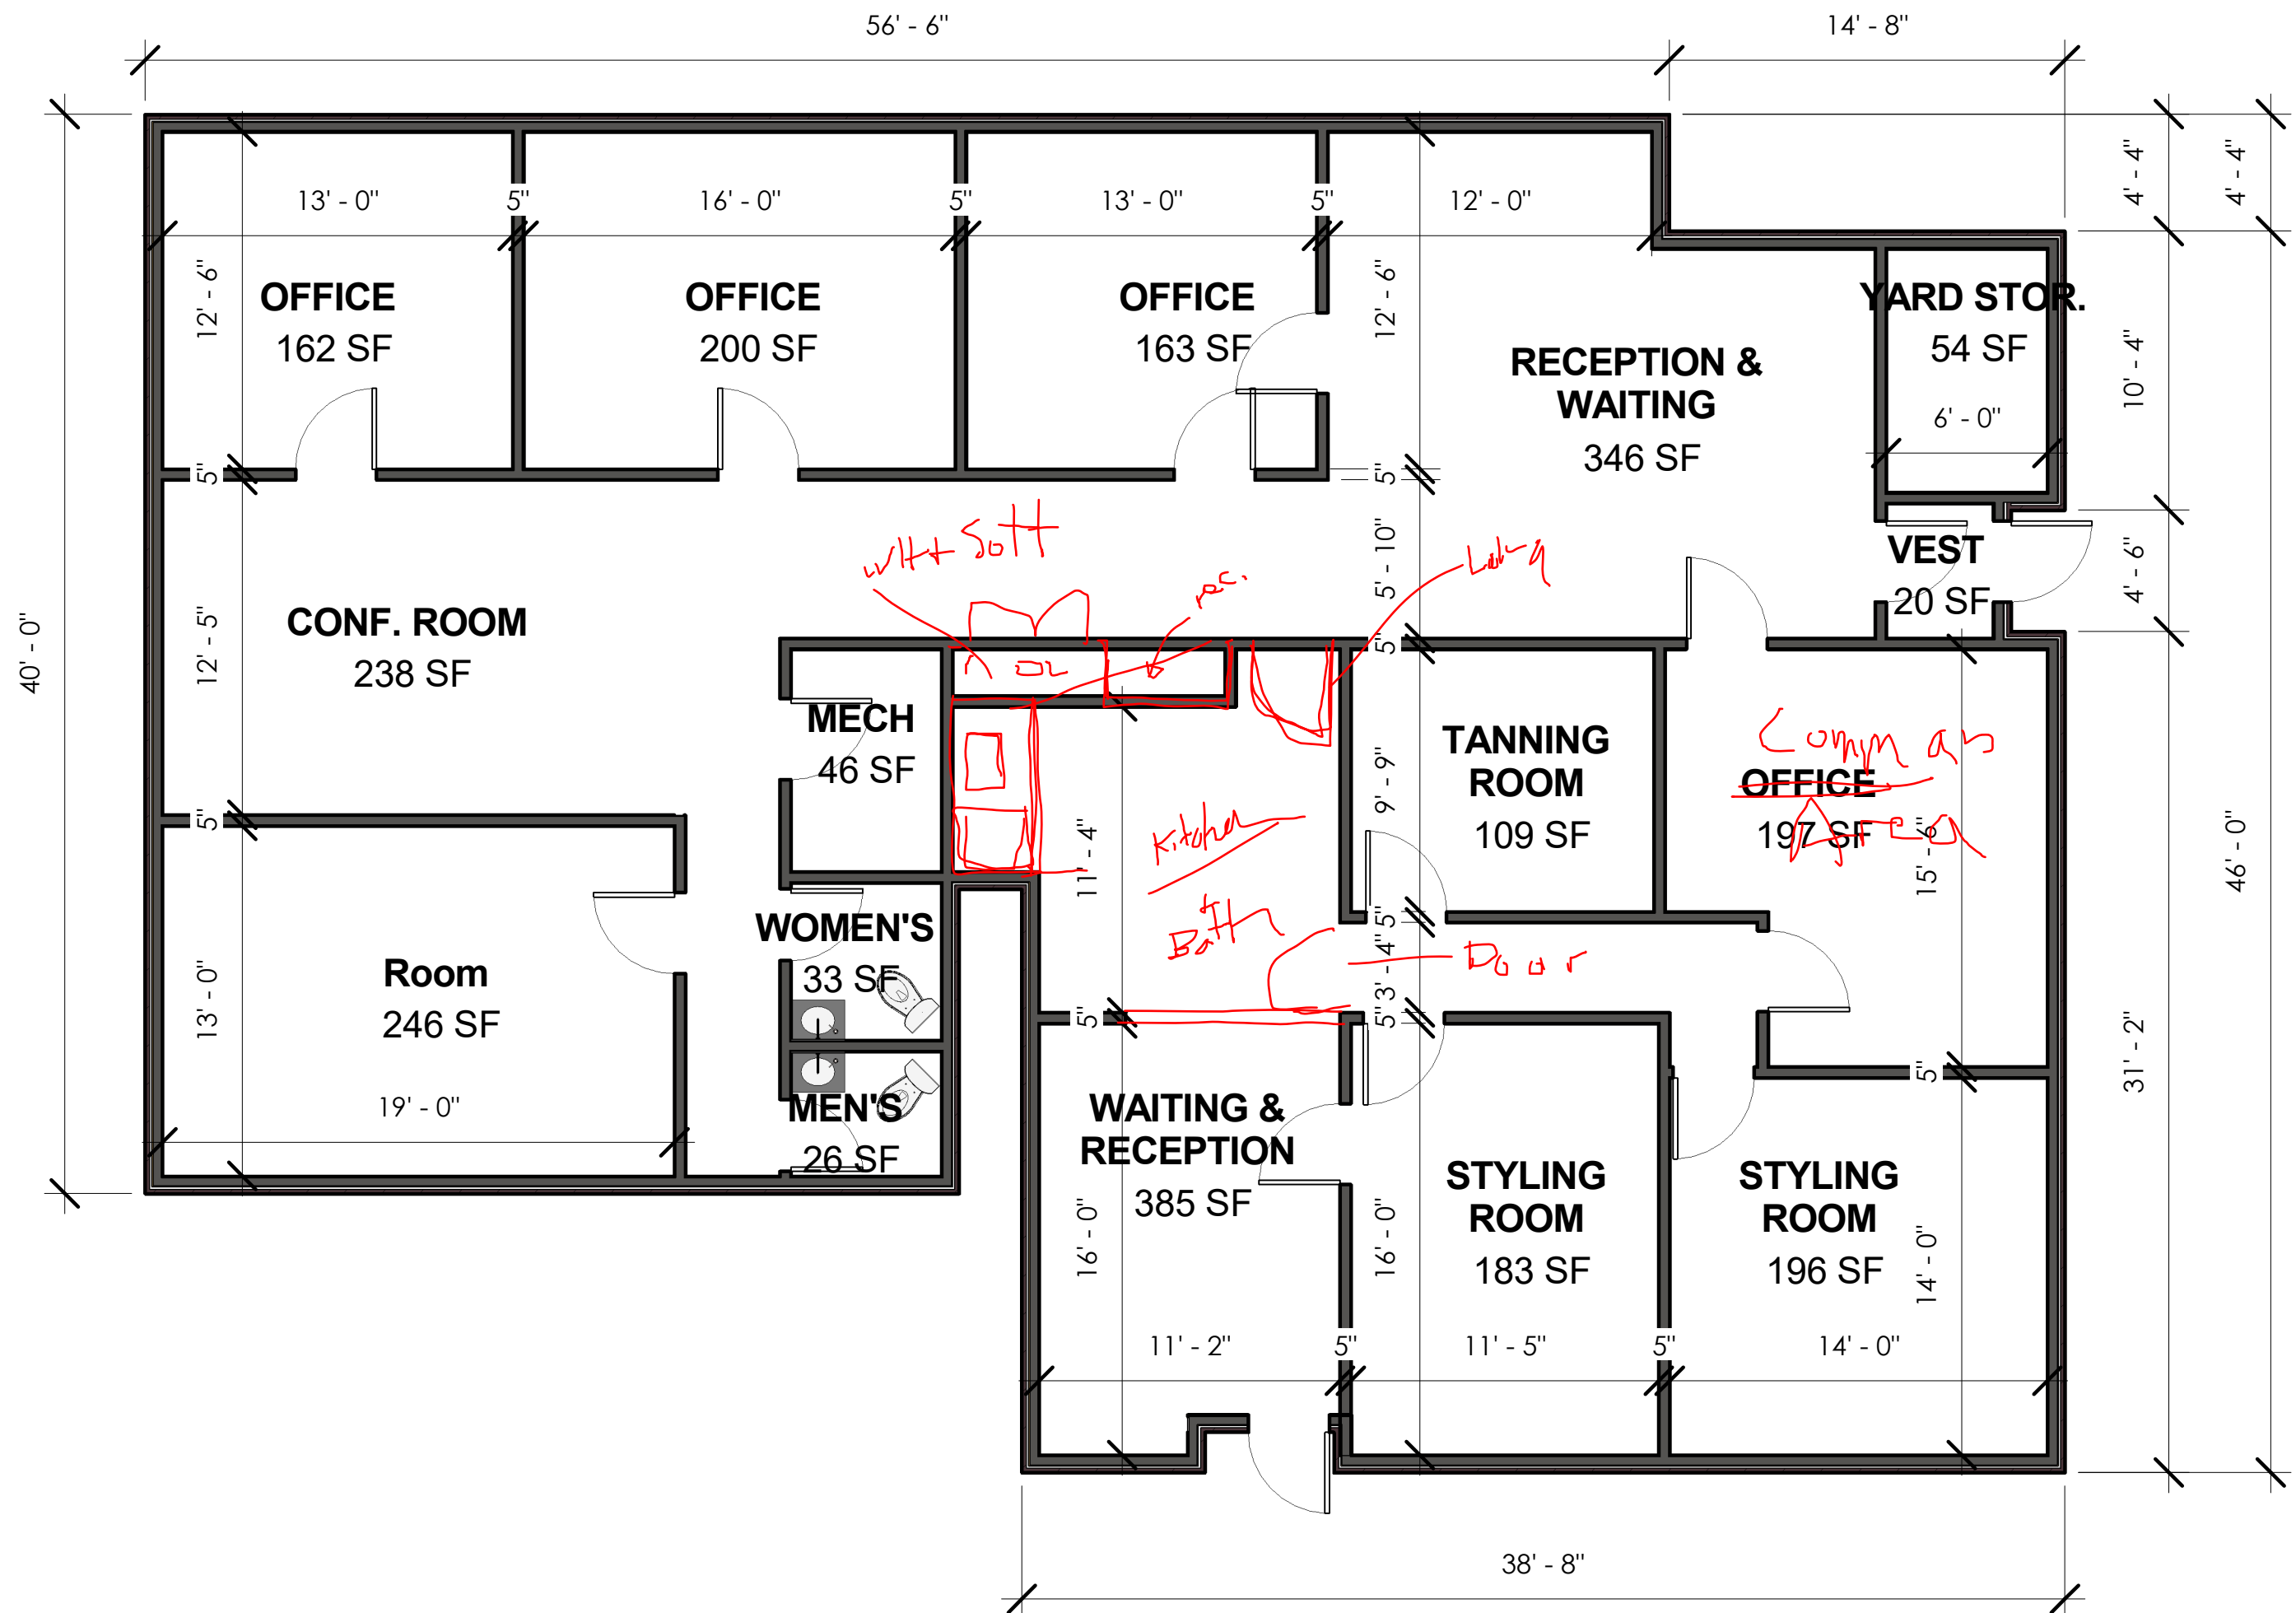 56' - 6"
14' - 8"
4' - 4"
4' - 4"
13' - 0"
5"
16' - 0"
5"
13' - 0"
5"
12' - 0"
12' - 6"
12' - 6"
OFFICE
162 SF
OFFICE
200 SF
OFFICE
163 SF
RECEPTION &
WAITING
346 SF
YARD STOR.
54 SF
6' - 0"
10' - 4"
5"
5"
5' - 10"
VEST
20 SF
4' - 6"
40' - 0"
CONF. ROOM
238 SF
12' - 5"
5"
MECH
46 SF
TANNING
ROOM
109 SF
9' - 9"
Comman
OFFICE
197 SF
Area
15' - 6"
46' - 0"
5"
11' - 4"
Kitchen
&
Bath
Door
WOMEN'S
33 SF
Room
246 SF
13' - 0"
19' - 0"
5"
3' - 4"
5"
5"
5"
31' - 2"
MEN'S
26 SF
WAITING &
RECEPTION
385 SF
16' - 0"
16' - 0"
STYLING
ROOM
183 SF
STYLING
ROOM
196 SF
14' - 0"
11' - 2"
5"
11' - 5"
5"
14' - 0"
38' - 8"